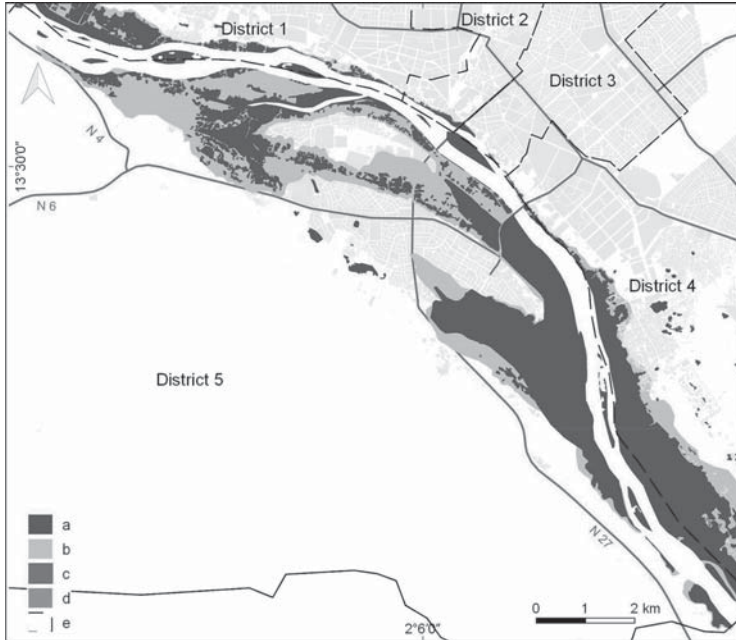 District 1
District 2
District 3
N 4
13°30'0"
N 6
District 4
District 5
a
b
c
d
e
N 27
0 1 2 km
2°6'0"